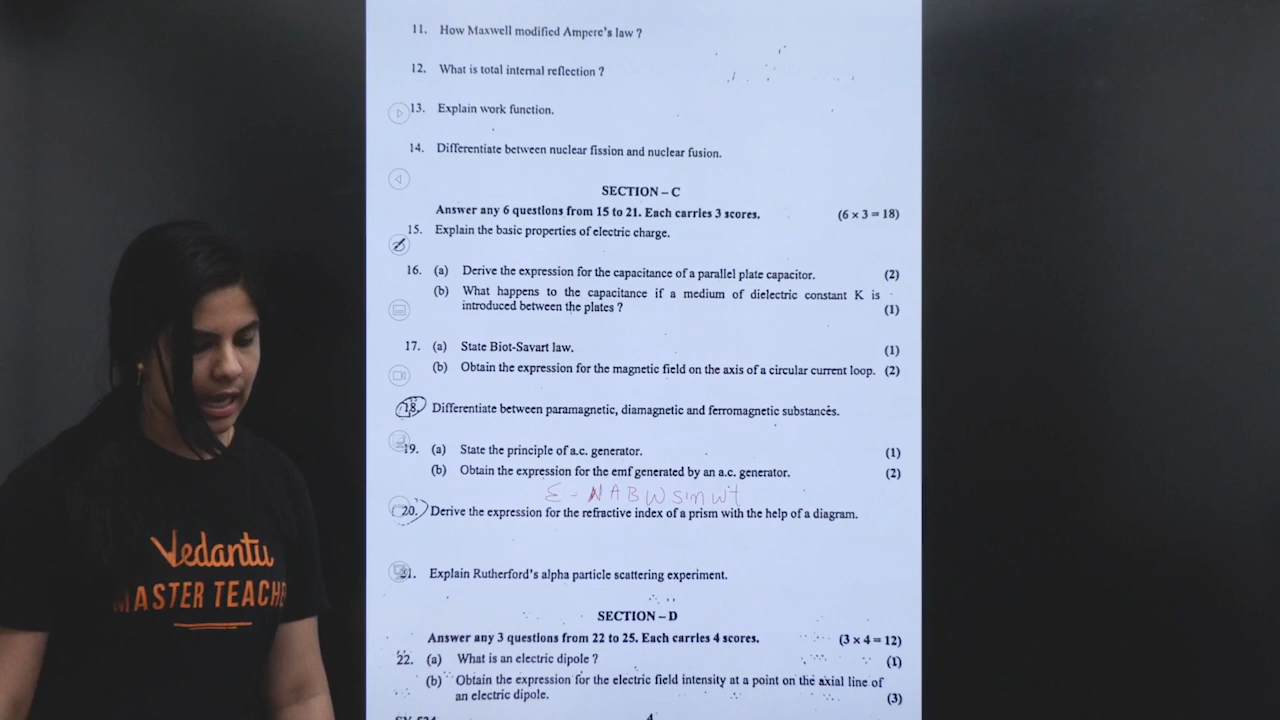 11. How Maxwell modified Ampere's law ?
12. What is total internal reflection ?
13. Explain work function.
14. Differentiate between nuclear fission and nuclear fusion.
SECTION – C
Answer any 6 questions from 15 to 21. Each carries 3 scores. (6 × 3 = 18)
15. Explain the basic properties of electric charge.
16. (a) Derive the expression for the capacitance of a parallel plate capacitor. (2)
(b) What happens to the capacitance if a medium of dielectric constant K is
introduced between the plates ? (1)
17. (a) State Biot-Savart law. (1)
(b) Obtain the expression for the magnetic field on the axis of a circular current loop. (2)
18. Differentiate between paramagnetic, diamagnetic and ferromagnetic substances.
19. (a) State the principle of a.c. generator. (1)
(b) Obtain the expression for the emf generated by an a.c. generator. (2)
Ɛ - NABW sin wt
20. Derive the expression for the refractive index of a prism with the help of a diagram.
21. Explain Rutherford's alpha particle scattering experiment.
SECTION – D
Answer any 3 questions from 22 to 25. Each carries 4 scores. (3 × 4 = 12)
22. (a) What is an electric dipole ? (1)
(b) Obtain the expression for the electric field intensity at a point on the axial line of
an electric dipole. (3)
4
Vedantu
MASTER TEACHE